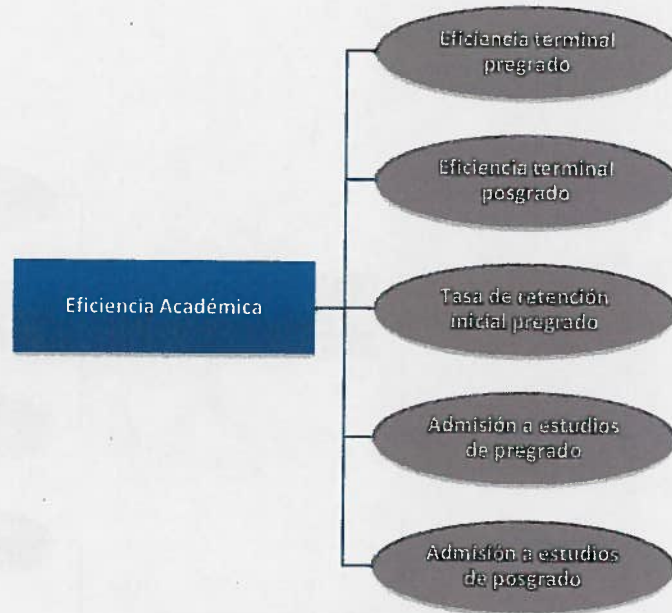 Eficiencia Académica
Eficiencia terminal
pregrado
Eficiencia terminal
posgrado
Tasa de retención
inicial pregrado
Admisión a estudios
de pregrado
Admisión a estudios
de posgrado